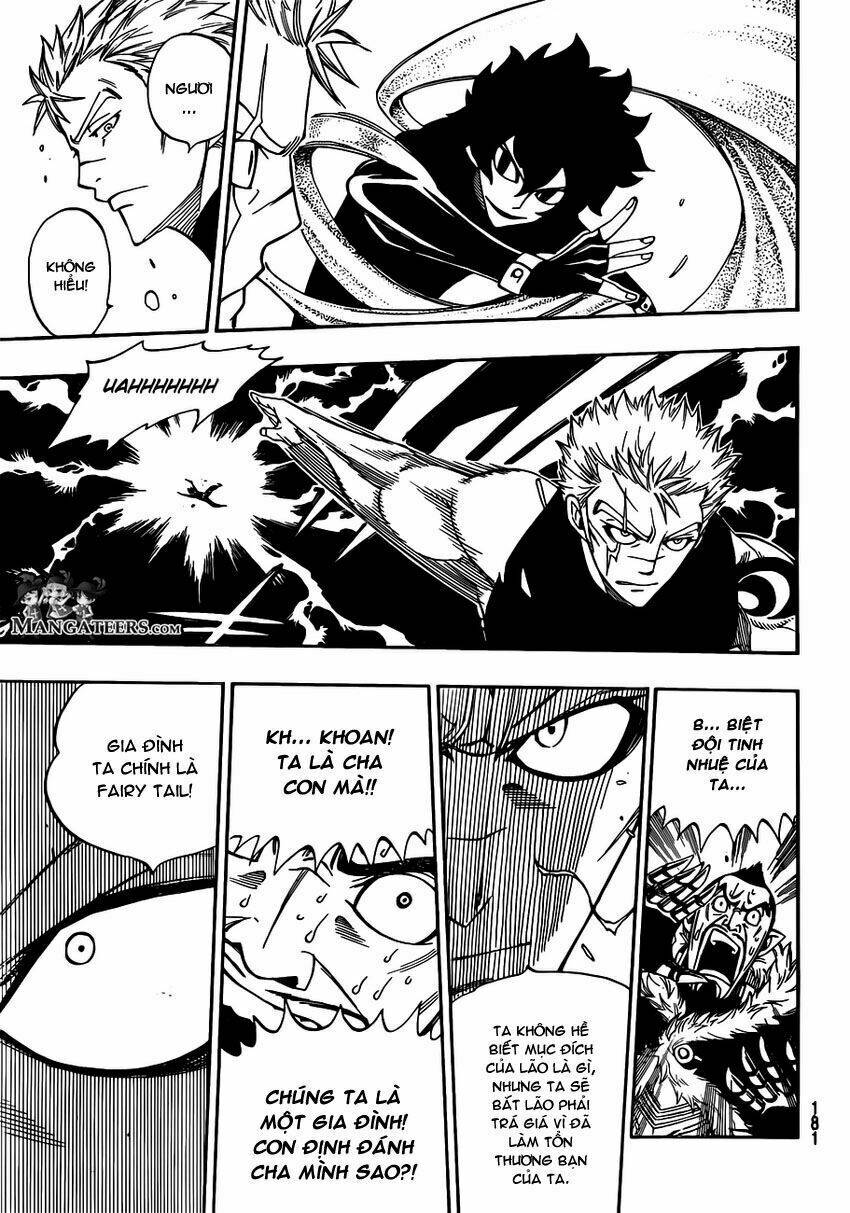 NGƯƠI
...
KHÔNG
HIỂU!
UAHHHHHHH
MANGATEERS.COM
B... BIỆT
ĐỘI TINH
NHUỆ CỦA
TA...
TA KHÔNG HỀ
BIẾT MỤC ĐÍCH
CỦA LÃO LÀ GÌ,
NHƯNG TA SẼ
BẮT LÃO PHẢI
TRẢ GIÁ VÌ ĐÃ
LÀM TỔN
THƯƠNG BẠN
CỦA TA.
KH... KHOAN!
TA LÀ CHA
CON MÀ!!
CHÚNG TA LÀ
MỘT GIA ĐÌNH!
CON ĐỊNH ĐÁNH
CHA MÌNH SAO?!
GIA ĐÌNH
TA CHÍNH LÀ
FAIRY TAIL!
181